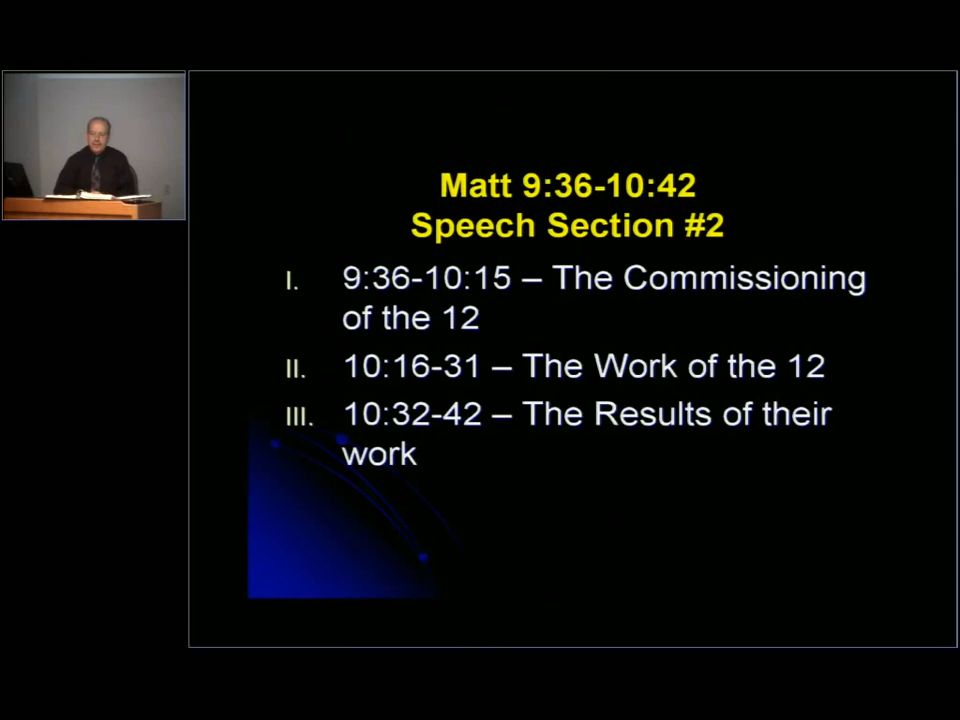 Matt 9:36-10:42
Speech Section #2
I. 9:36-10:15 – The Commissioning
of the 12
II. 10:16-31 – The Work of the 12
III. 10:32-42 – The Results of their
work